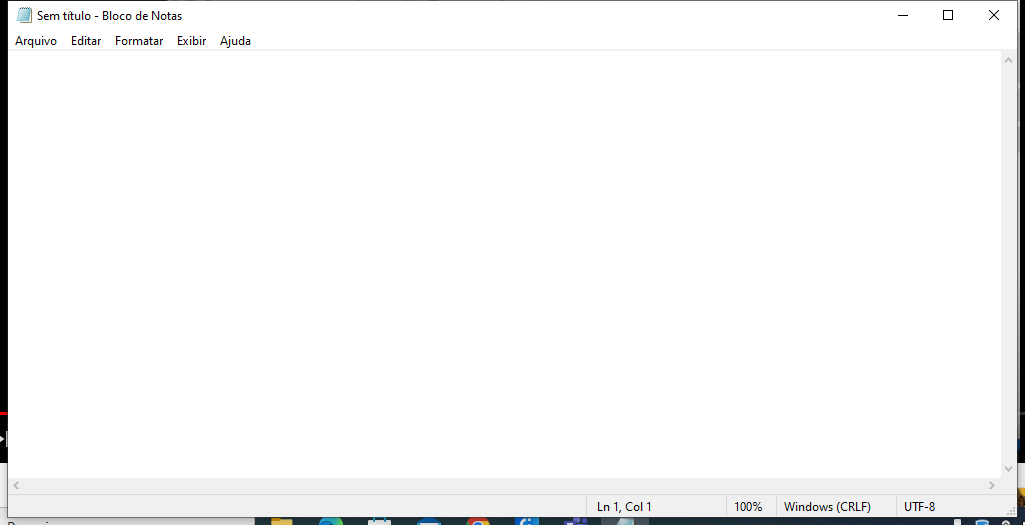 Sem título - Bloco de Notas
Arquivo Editar Formatar Exibir Ajuda
Ln 1, Col 1 100% Windows (CRLF) UTF-8